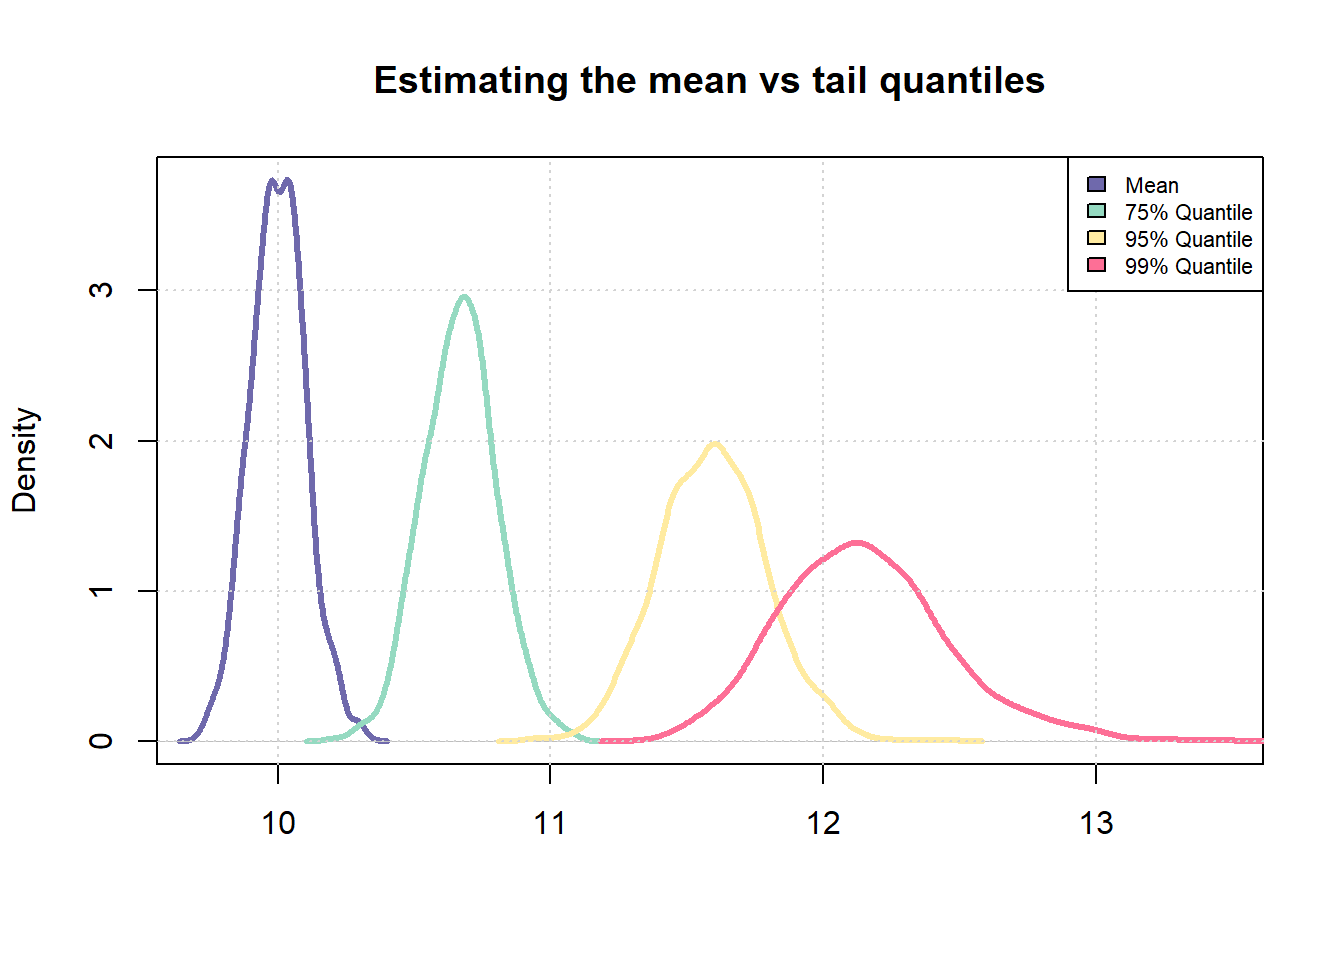 Estimating the mean vs tail quantiles
Mean
75% Quantile
95% Quantile
99% Quantile
Density
3
2
1
0
10 11 12 13